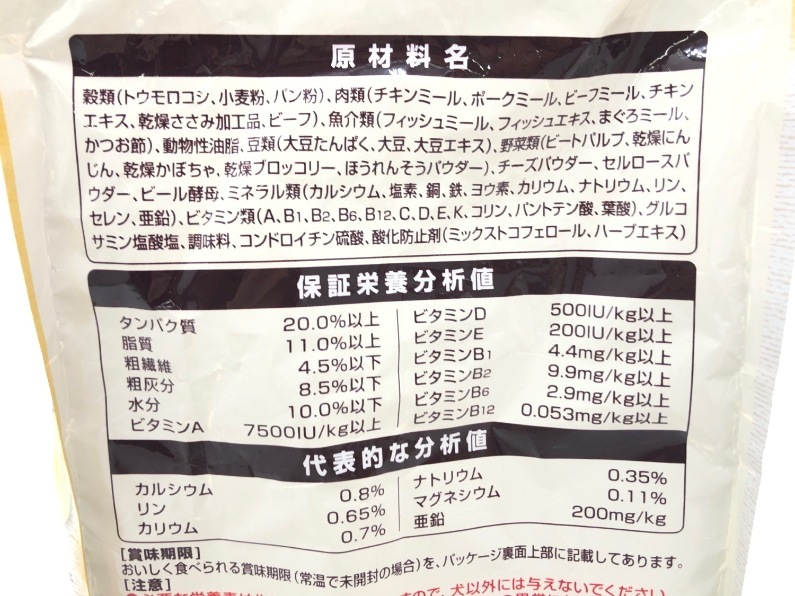 原材料名
穀類(トウモロコシ、小麦粉、パン粉)、肉類(チキンミール、ポークミール、ビーフミール、チキン
エキス、乾燥ささみ加工品、ビーフ)、魚介類(フィッシュミール、フィッシュエキス、まぐろミール、
かつお節)、動物性油脂、豆類(大豆たんぱく、大豆、大豆エキス)、野菜類(ビートパルプ、乾燥にん
じん、乾燥かぼちゃ、乾燥ブロッコリー、ほうれんそうパウダー)、チーズパウダー、セルロースパ
ウダー、ビール酵母、ミネラル類(カルシウム、塩素、銅、鉄、ヨウ素、カリウム、ナトリウム、リン、
セレン、亜鉛)、ビタミン類(A、B1、B2、B6、B12、C、D、E、K、コリン、パントテン酸、葉酸)、グルコ
サミン塩酸塩、調味料、コンドロイチン硫酸、酸化防止剤(ミックストコフェロール、ハーブエキス)
保証栄養分析値
タンパク質 20.0%以上
脂質 11.0%以上
粗繊維 4.5%以下
粗灰分 8.5%以下
水分 10.0%以下
ビタミンA 7500IU/kg以上
ビタミンD 500IU/kg以上
ビタミンE 200IU/kg以上
ビタミンB1 4.4mg/kg以上
ビタミンB2 9.9mg/kg以上
ビタミンB6 2.9mg/kg以上
ビタミンB12 0.053mg/kg以上
代表的な分析値
カルシウム 0.8%
リン 0.65%
カリウム 0.7%
ナトリウム 0.35%
マグネシウム 0.11%
亜鉛 200mg/kg
[賞味期限]
おいしく食べられる賞味期限(常温で未開封の場合)を、パッケージ裏面上部に記載してあります。
[注意]
ので、犬以外には与えないでください